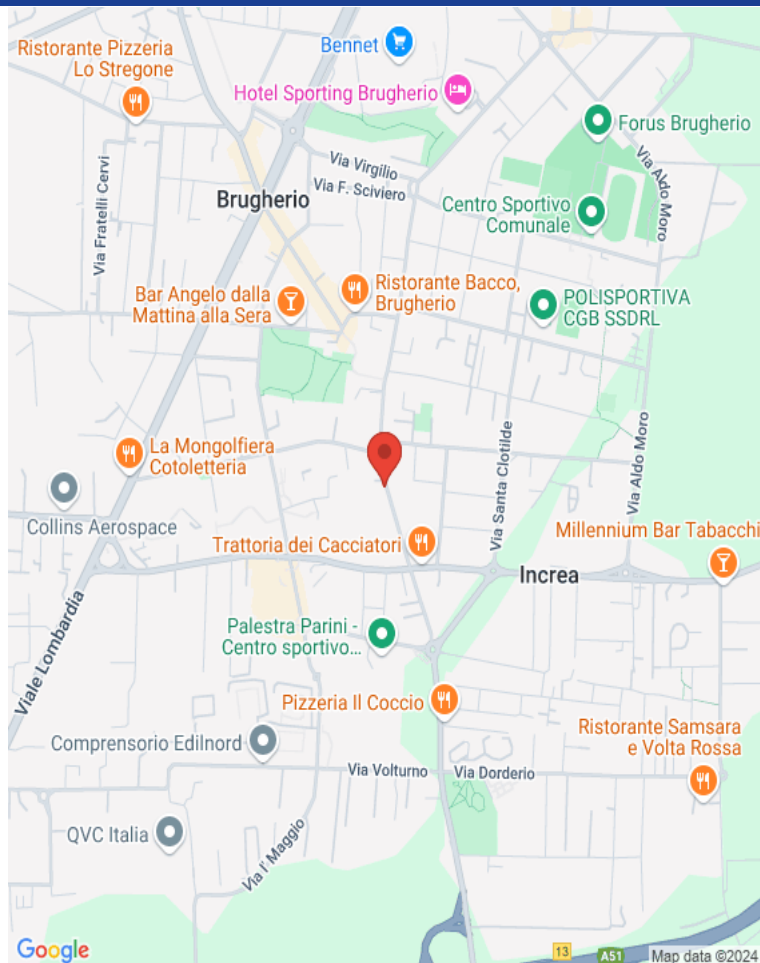 Ristorante Pizzeria
Lo Stregone
Bennet
Hotel Sporting Brugherio
Forus Brugherio
Via Virgilio
Via F. Sciviero
Via Aldo Moro
Via Fratelli Cervi
Brugherio
Centro Sportivo
Comunale
Bar Angelo dalla
Mattina alla Sera
Ristorante Bacco,
Brugherio
POLISPORTIVA
CGB SSDRL
La Mongolfiera
Cotoletteria
Via Santa Clotilde
Via Aldo Moro
Collins Aerospace
Trattoria dei Cacciatori
Millennium Bar Tabacchi
Increa
Viale Lombardia
Palestra Parini -
Centro sportivo...
Pizzeria Il Coccio
Ristorante Samsara
e Volta Rossa
Comprensorio Edilnord
Via Volturno
Via Dorderio
QVC Italia
Via I° Maggio
Google
13
A51
Map data ©2024